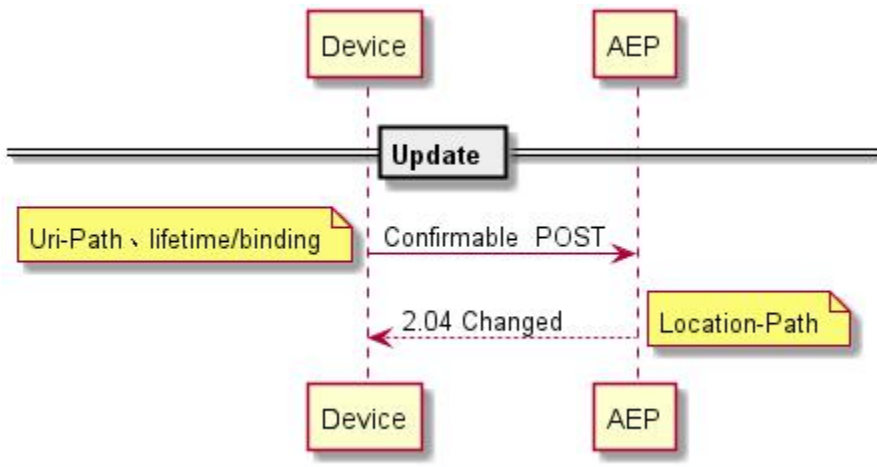 Device
AEP
Update
Uri-Path、lifetime/binding
Confirmable POST
2.04 Changed
Location-Path
Device
AEP